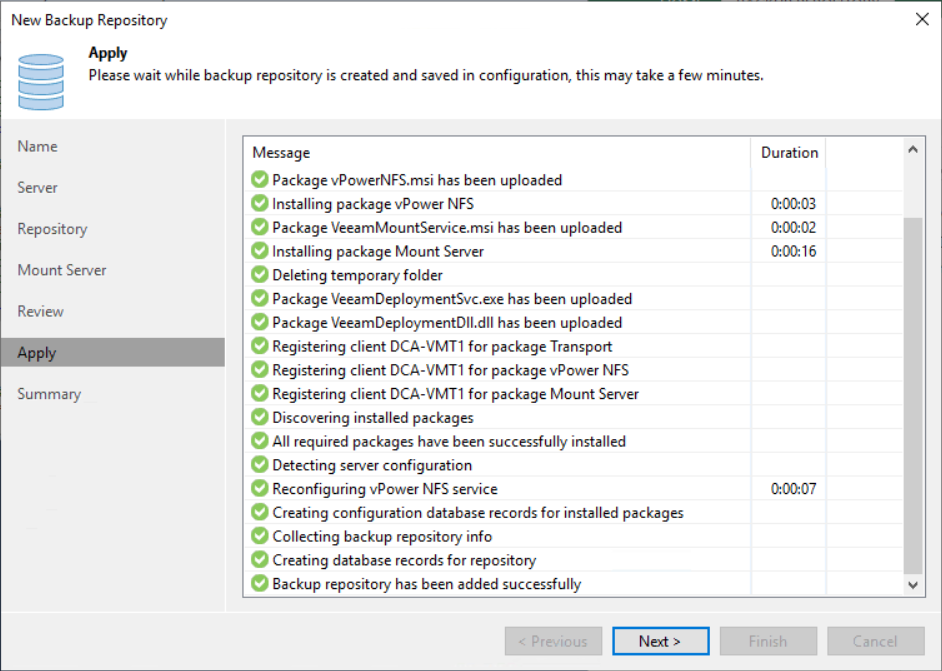 New Backup Repository
Apply
Please wait while backup repository is created and saved in configuration, this may take a few minutes.
Name
Server
Repository
Mount Server
Review
Apply
Summary
Message Duration
Package vPowerNFS.msi has been uploaded
Installing package vPower NFS 0:00:03
Package VeeamMountService.msi has been uploaded 0:00:02
Installing package Mount Server 0:00:16
Deleting temporary folder
Package VeeamDeploymentSvc.exe has been uploaded
Package VeeamDeploymentDll.dll has been uploaded
Registering client DCA-VMT1 for package Transport
Registering client DCA-VMT1 for package vPower NFS
Registering client DCA-VMT1 for package Mount Server
Discovering installed packages
All required packages have been successfully installed
Detecting server configuration
Reconfiguring vPower NFS service 0:00:07
Creating configuration database records for installed packages
Collecting backup repository info
Creating database records for repository
Backup repository has been added successfully
< Previous Next > Finish Cancel